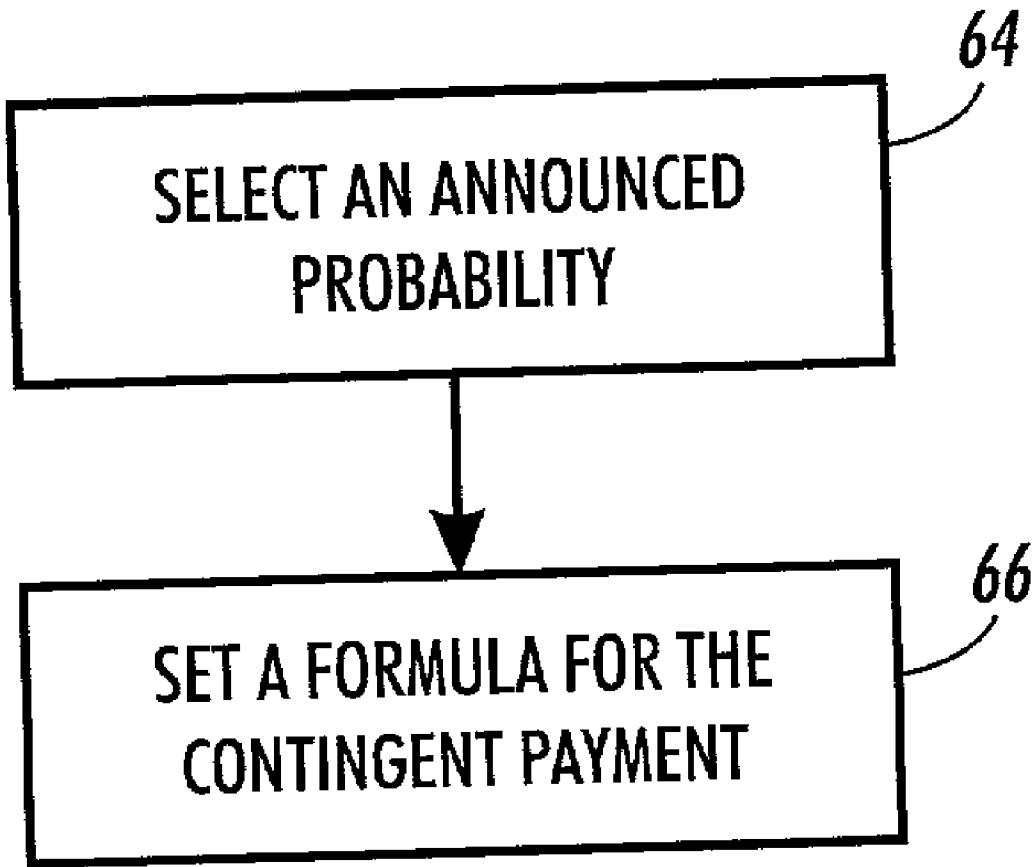 64
SELECT AN ANNOUNCED
PROBABILITY
66
SET A FORMULA FOR THE
CONTINGENT PAYMENT